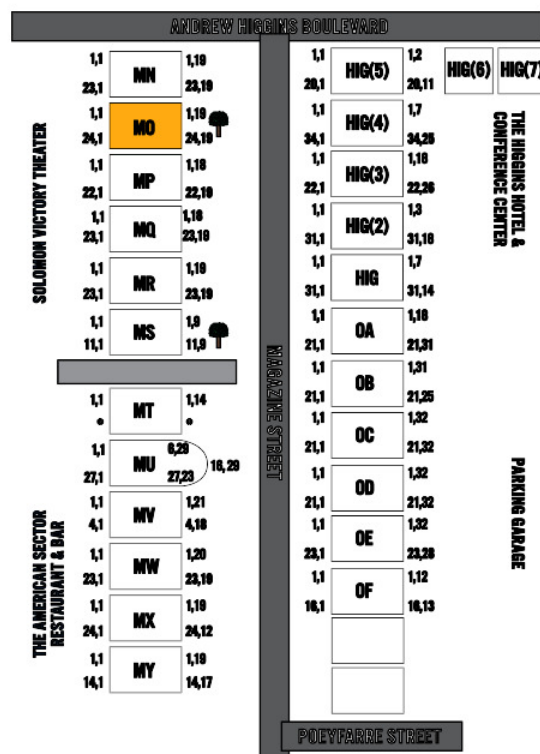 ANDREW HIGGINS BOULEVARD
SOLOMON VICTORY THEATER
1,1 MN 1,19
23,1 23,19
1,1 MO 1,19
24,1 24,19
1,1 MP 1,18
22,1 22,19
1,1 MQ 1,18
23,1 23,19
1,1 MR 1,19
23,1 23,19
1,1 MS 1,9
11,1 11,9
THE AMERICAN SECTOR
RESTAURANT & BAR
1,1 MT 1,14
1,1 MU 6,29
27,1 27,23 16,29
1,1 MV 1,21
4,1 4,18
1,1 MW 1,20
23,1 23,19
1,1 MX 1,19
24,1 24,12
1,1 MY 1,19
14,1 14,17
MAGAZINE STREET
1,1 HIG(5) 1,2 HIG(6) HIG(7)
20,1 20,11
1,1 HIG(4) 1,7
34,1 34,25
1,1 HIG(3) 1,16
22,1 22,26
1,1 HIG(2) 1,3
31,1 31,16
1,1 HIG 1,7
31,1 31,14
1,1 OA 1,16
21,1 21,31
1,1 OB 1,31
21,1 21,25
1,1 OC 1,32
21,1 21,32
1,1 OD 1,32
21,1 21,32
1,1 OE 1,32
23,1 23,28
1,1 OF 1,12
16,1 16,13
THE HIGGINS HOTEL &
CONFERENCE CENTER
PARKING GARAGE
POEYFARRE STREET